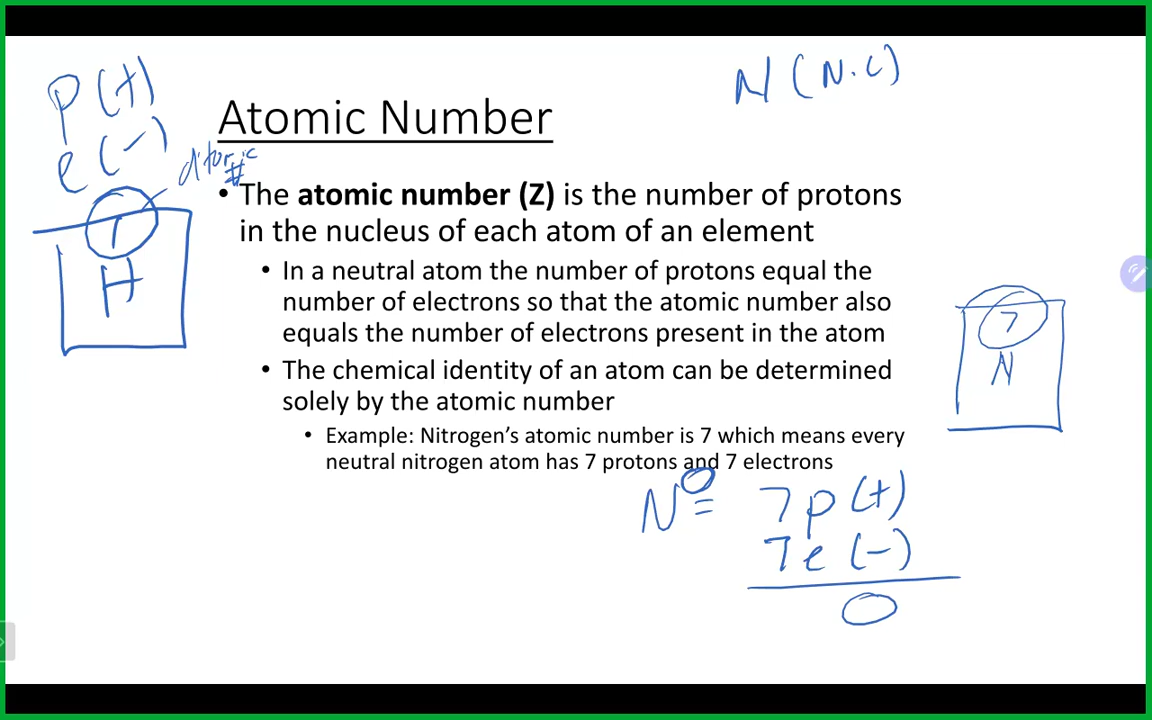 p (+)
N (N.C)
Atomic Number
e (-)
atomic
#
• The atomic number (Z) is the number of protons
in the nucleus of each atom of an element
1
H
• In a neutral atom the number of protons equal the
number of electrons so that the atomic number also
equals the number of electrons present in the atom
7
N
• The chemical identity of an atom can be determined
solely by the atomic number
• Example: Nitrogen’s atomic number is 7 which means every
neutral nitrogen atom has 7 protons and 7 electrons
N⁰ = 7 p (+)
7 e (-)
0